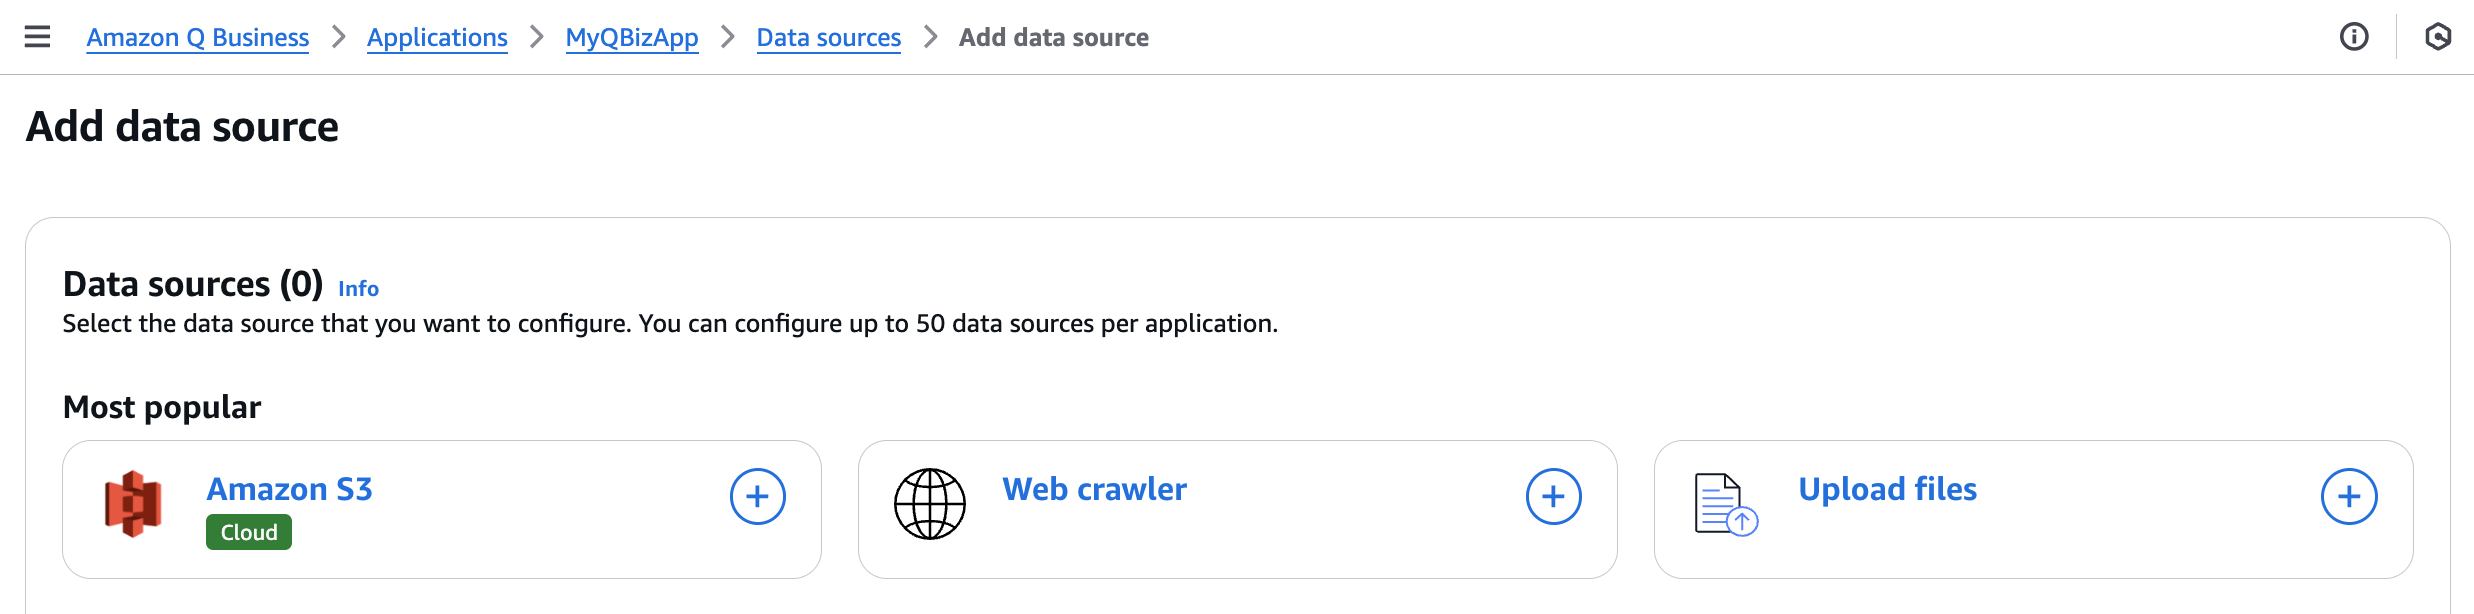 Amazon Q Business > Applications > MyQBizApp > Data sources > Add data source
Add data source
Data sources (0) Info
Select the data source that you want to configure. You can configure up to 50 data sources per application.
Most popular
Amazon S3
Cloud
Web crawler
Upload files